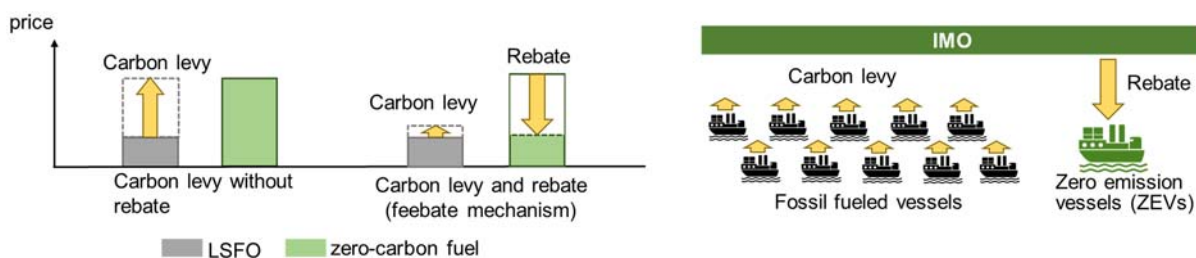 price
Carbon levy
Rebate
Carbon levy
Carbon levy without
rebate
Carbon levy and rebate
(feebate mechanism)
LSFO
zero-carbon fuel
IMO
Carbon levy
Rebate
Fossil fueled vessels
Zero emission
vessels (ZEVs)